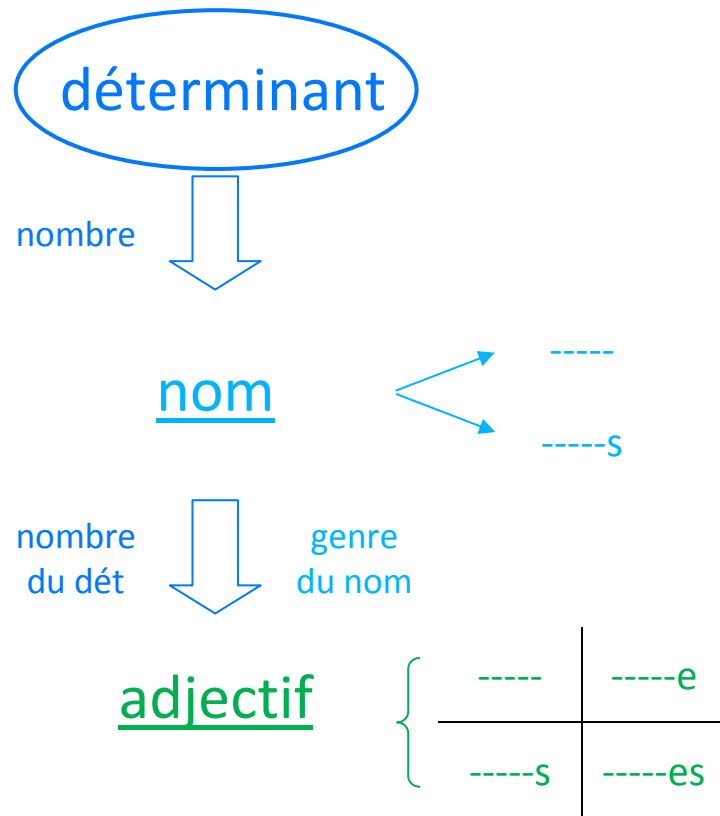 déterminant
nombre
nom
-----
-----s
nombre
du dét
genre
du nom
adjectif
----- -----e
-----s -----es